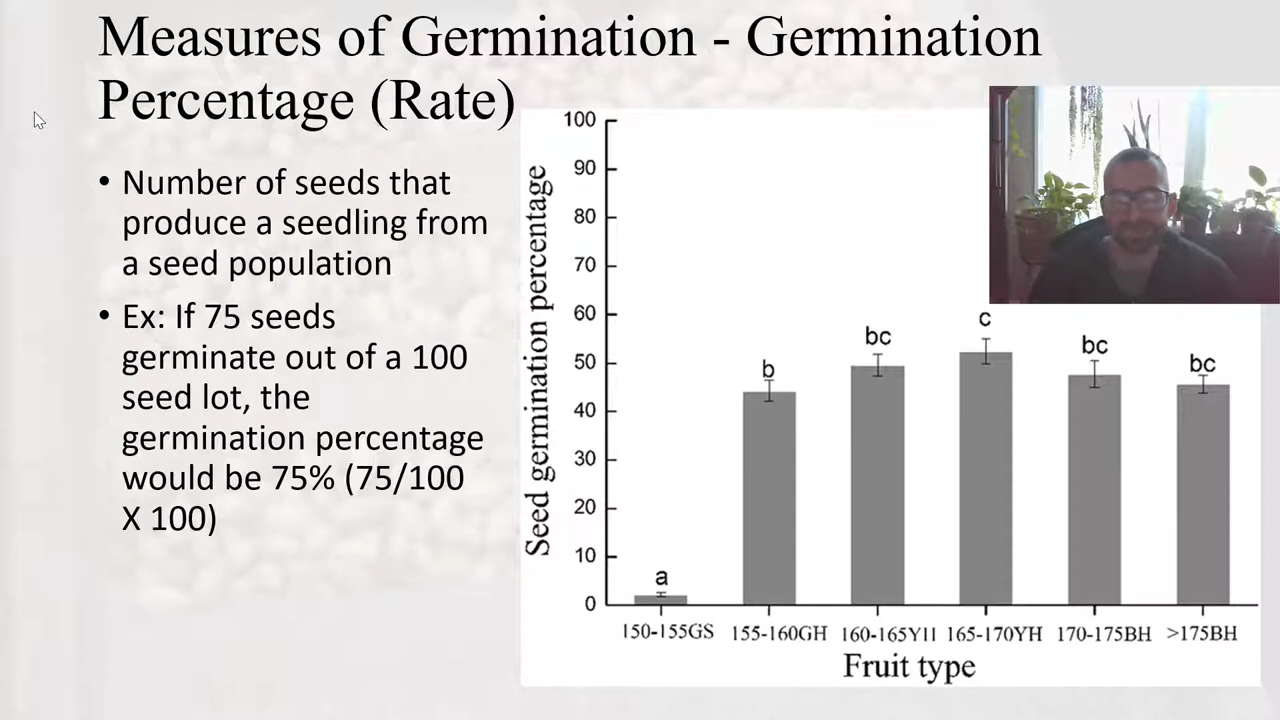 Measures of Germination - Germination
Percentage (Rate)
• Number of seeds that
produce a seedling from
a seed population
• Ex: If 75 seeds
germinate out of a 100
seed lot, the
germination percentage
would be 75% (75/100
X 100)
Seed germination percentage
100
90
80
70
60
50
40
30
20
10
0
a
b
bc
c
bc
bc
150-155GS 155-160GH 160-165YH 165-170YH 170-175BH >175BH
Fruit type